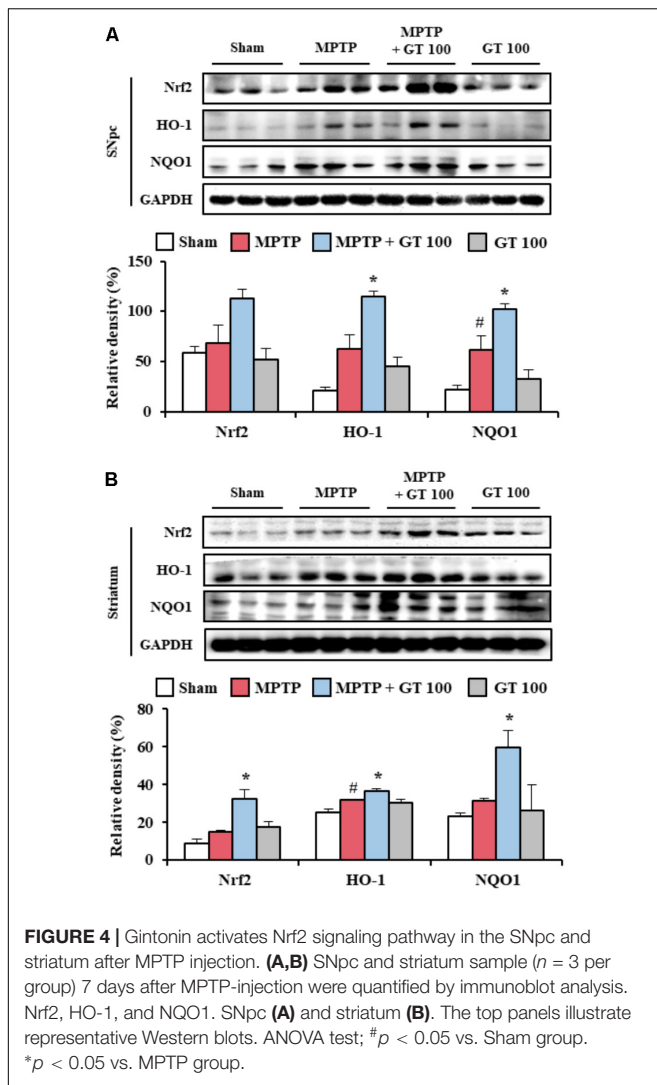 A
Sham MPTP MPTP + GT 100 GT 100
SNpc
Nrf2
HO-1
NQO1
GAPDH
Sham MPTP MPTP + GT 100 GT 100
Relative density (%)
150
100
50
0
* # *
Nrf2 HO-1 NQO1
B
Sham MPTP MPTP + GT 100 GT 100
Striatum
Nrf2
HO-1
NQO1
GAPDH
Sham MPTP MPTP + GT 100 GT 100
Relative density (%)
80
60
40
20
0
* # * *
Nrf2 HO-1 NQO1
FIGURE 4 | Gintonin activates Nrf2 signaling pathway in the SNpc and
striatum after MPTP injection. (A,B) SNpc and striatum sample (n = 3 per
group) 7 days after MPTP-injection were quantified by immunoblot analysis.
Nrf2, HO-1, and NQO1. SNpc (A) and striatum (B). The top panels illustrate
representative Western blots. ANOVA test; #p < 0.05 vs. Sham group.
*p < 0.05 vs. MPTP group.